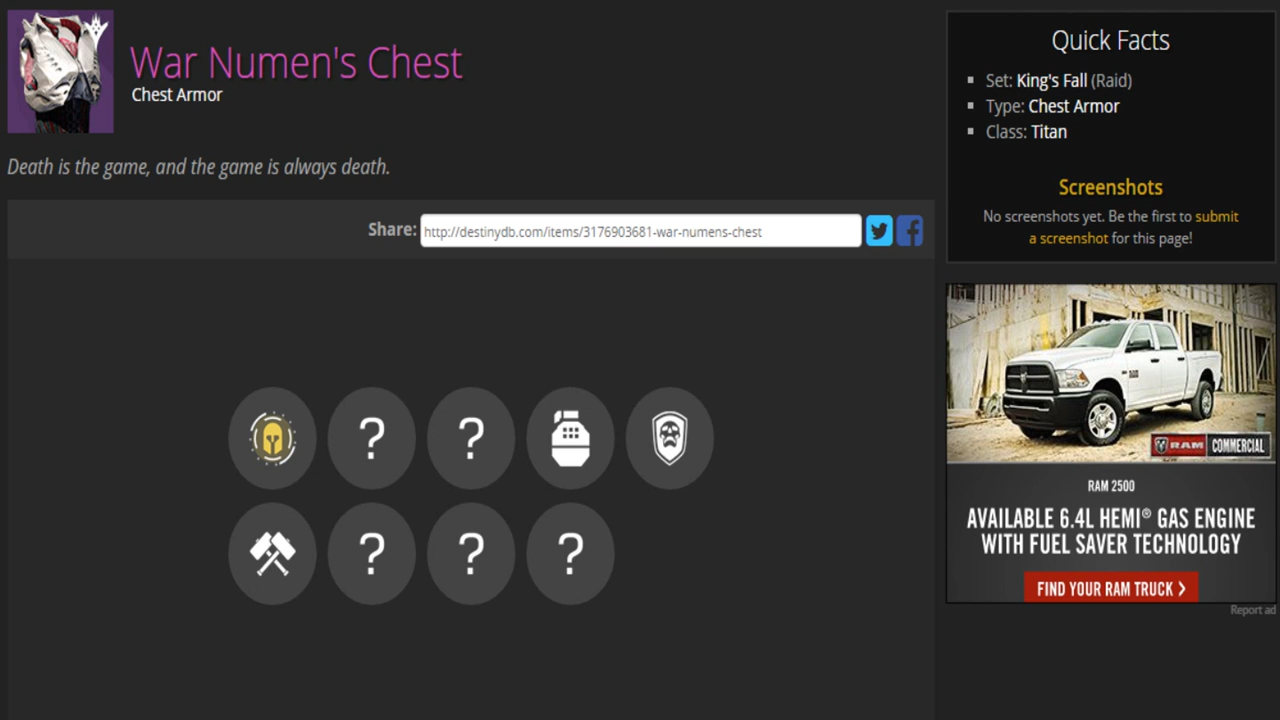 War Numen's Chest
Chest Armor
Death is the game, and the game is always death.
Share: http://destinydb.com/items/3176903681-war-numens-chest
? ?
? ? ?
Quick Facts
Set: King's Fall (Raid)
Type: Chest Armor
Class: Titan
Screenshots
No screenshots yet. Be the first to submit
a screenshot for this page!
RAM COMMERCIAL
RAM 2500
AVAILABLE 6.4L HEMI® GAS ENGINE
WITH FUEL SAVER TECHNOLOGY
FIND YOUR RAM TRUCK >
Report ad